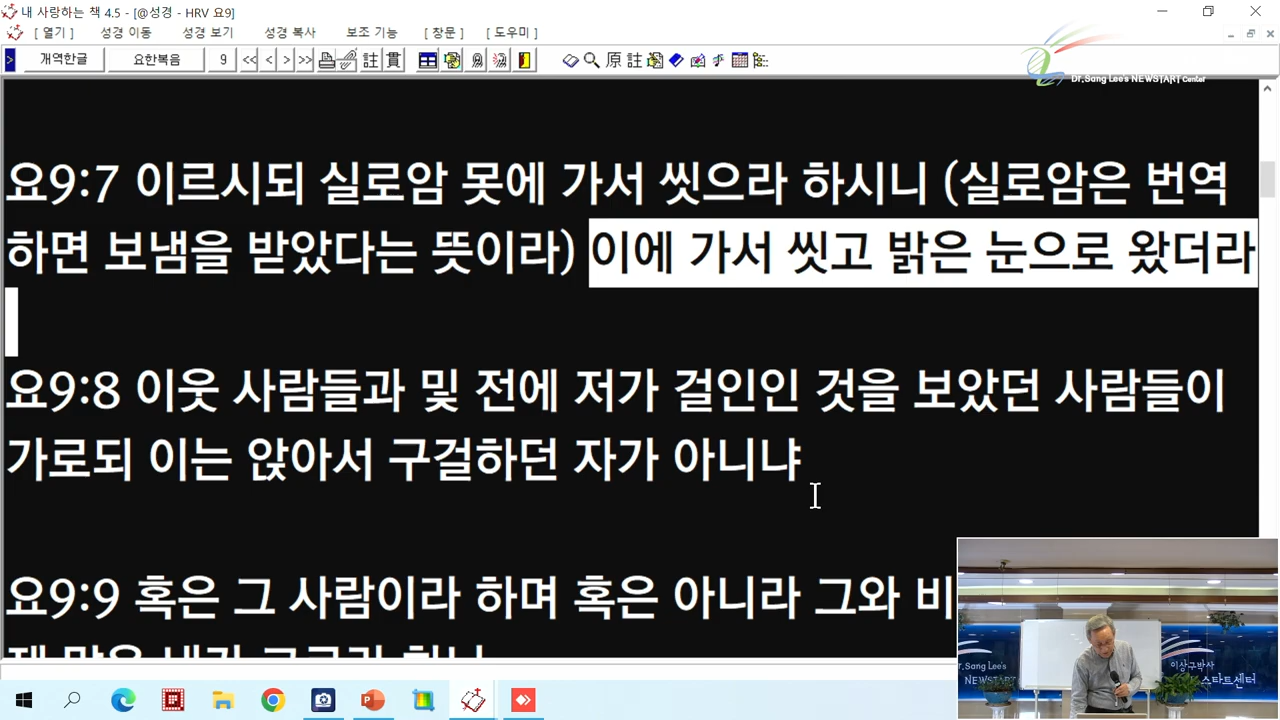 내 사랑하는 책 4.5 - [@성경 - HRV 요9]
[ 열기 ] 성경 이동 성경 보기 성경 복사 보조 기능 [ 창문 ] [ 도우미 ]
> 개역한글 요한복음 9 << < > >> 註 貫 原 註
Dr.Sang Lee's NEWSTART Center
요9:7 이르시되 실로암 못에 가서 씻으라 하시니 (실로암은 번역
하면 보냄을 받았다는 뜻이라) 이에 가서 씻고 밝은 눈으로 왔더라
요9:8 이웃 사람들과 및 전에 저가 걸인인 것을 보았던 사람들이
가로되 이는 앉아서 구걸하던 자가 아니냐
요9:9 혹은 그 사람이라 하며 혹은 아니라 그와 비
Dr.Sang Lee's
NEWSTART
이상구박사
스타트센터